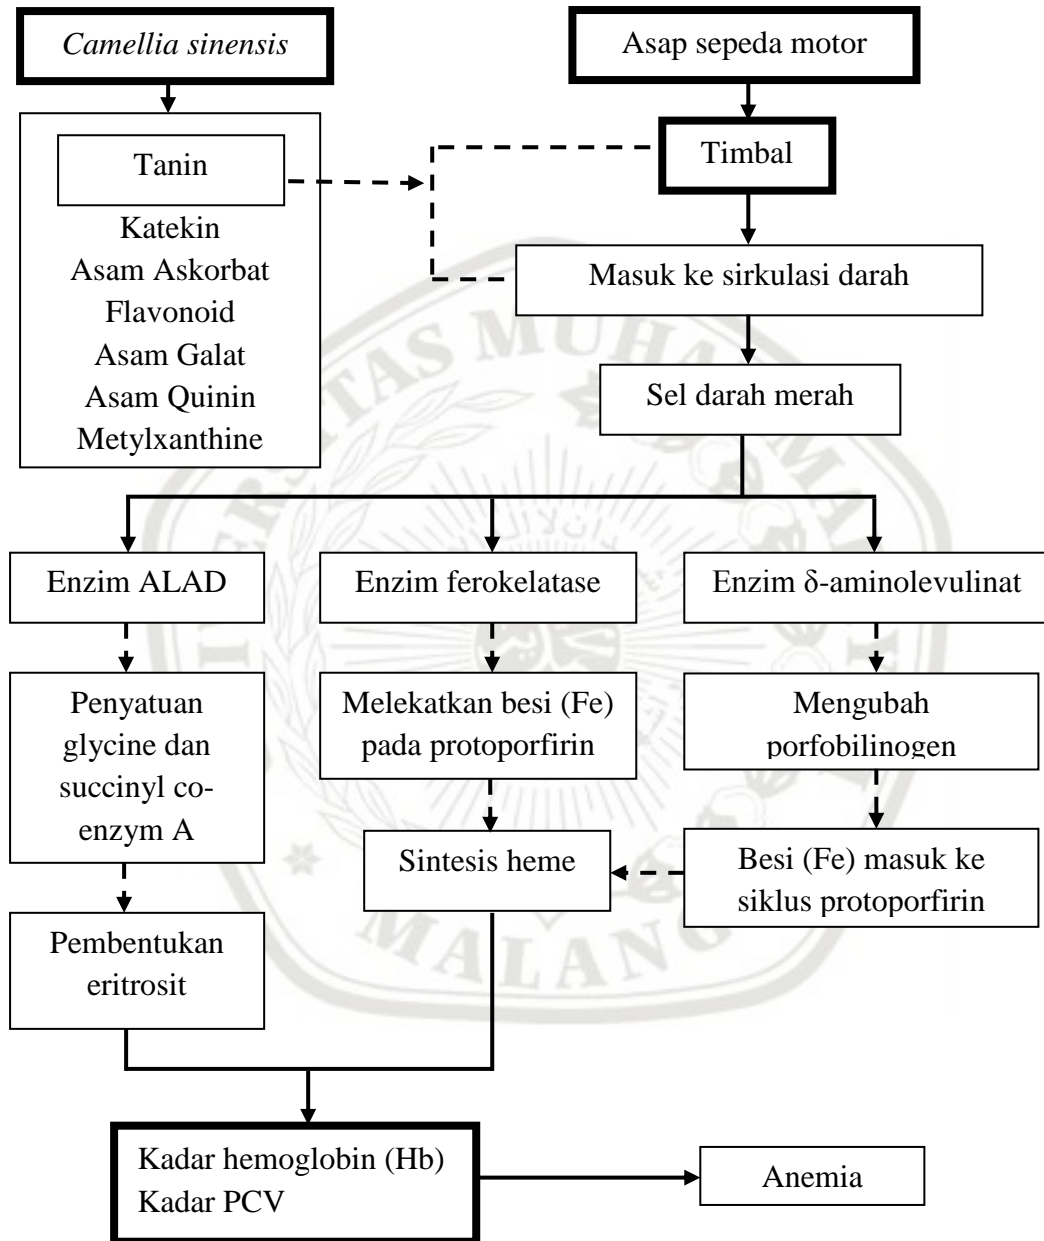 Camellia sinensis
Asap sepeda motor
Tanin
Katekin
Asam Askorbat
Flavonoid
Asam Galat
Asam Quinin
Metylxanthine
Timbal
Masuk ke sirkulasi darah
Sel darah merah
Enzim ALAD
Enzim ferokelatase
Enzim δ-aminolevulinat
Penyatuan
glycine dan
succinyl co-
enzym A
Melekatkan besi (Fe)
pada protoporfirin
Mengubah
porfobilinogen
Sintesis heme
Besi (Fe) masuk ke
siklus protoporfirin
Pembentukan
eritrosit
Kadar hemoglobin (Hb)
Kadar PCV
Anemia
MALANG